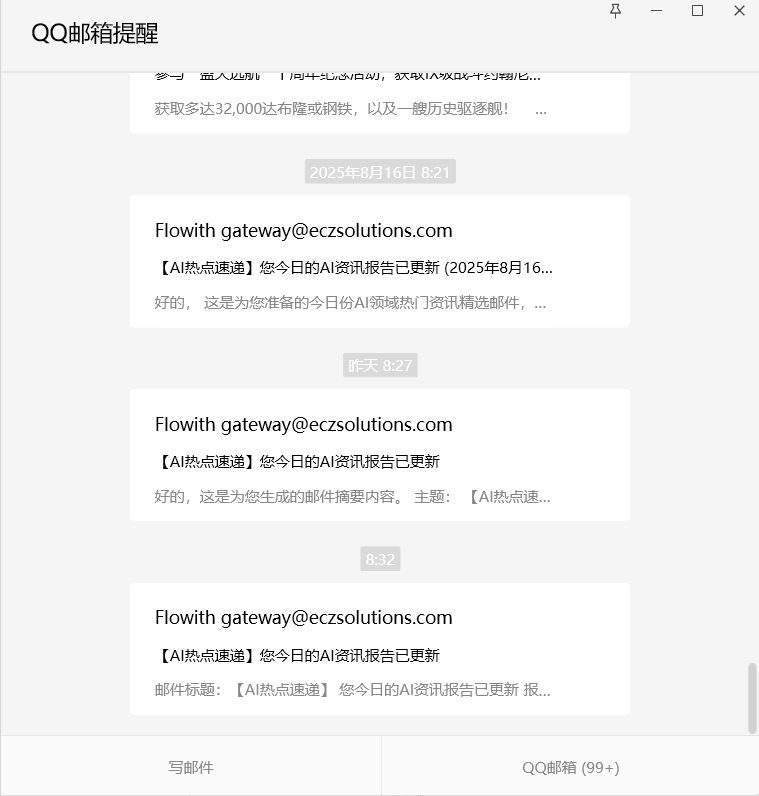 QQ邮箱提醒
获取多达32,000达布隆或钢铁，以及一艘历史驱逐舰！ ...
2025年8月16日 8:21
Flowith gateway@eczsolutions.com
【AI热点速递】您今日的AI资讯报告已更新 (2025年8月16...
好的， 这是为您准备的今日份AI领域热门资讯精选邮件，...
昨天 8:27
Flowith gateway@eczsolutions.com
【AI热点速递】您今日的AI资讯报告已更新
好的，这是为您生成的邮件摘要内容。 主题： 【AI热点速...
8:32
Flowith gateway@eczsolutions.com
【AI热点速递】您今日的AI资讯报告已更新
邮件标题：【AI热点速递】 您今日的AI资讯报告已更新 报...
写邮件
QQ邮箱 (99+)